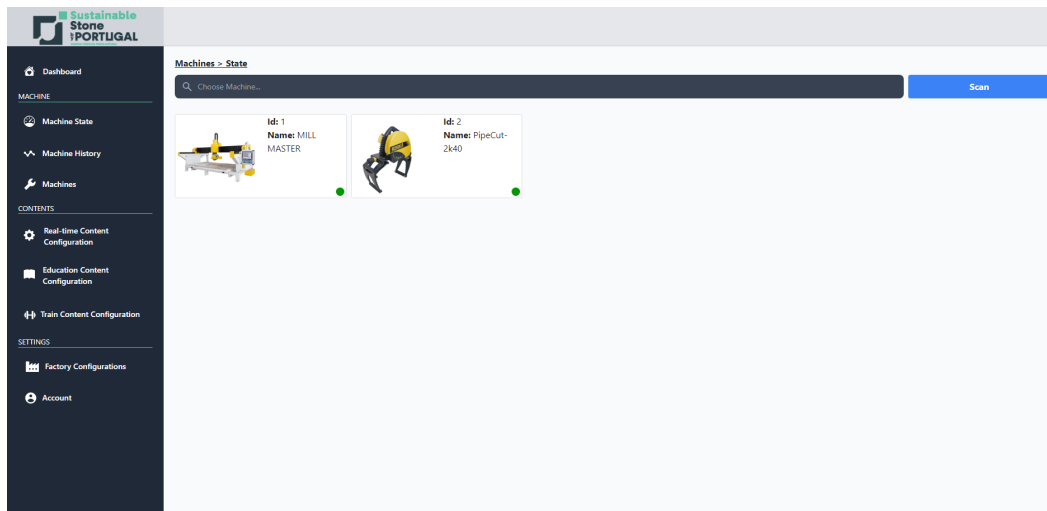 Sustainable
Stone
BY PORTUGAL
Dashboard
MACHINE
Machine State
Machine History
Machines
CONTENTS
Real-time Content
Configuration
Education Content
Configuration
Train Content Configuration
SETTINGS
Factory Configurations
Account
Machines > State
Choose Machine...
Scan
Id: 1
Name: MILL
MASTER
Id: 2
Name: PipeCut-
2k40